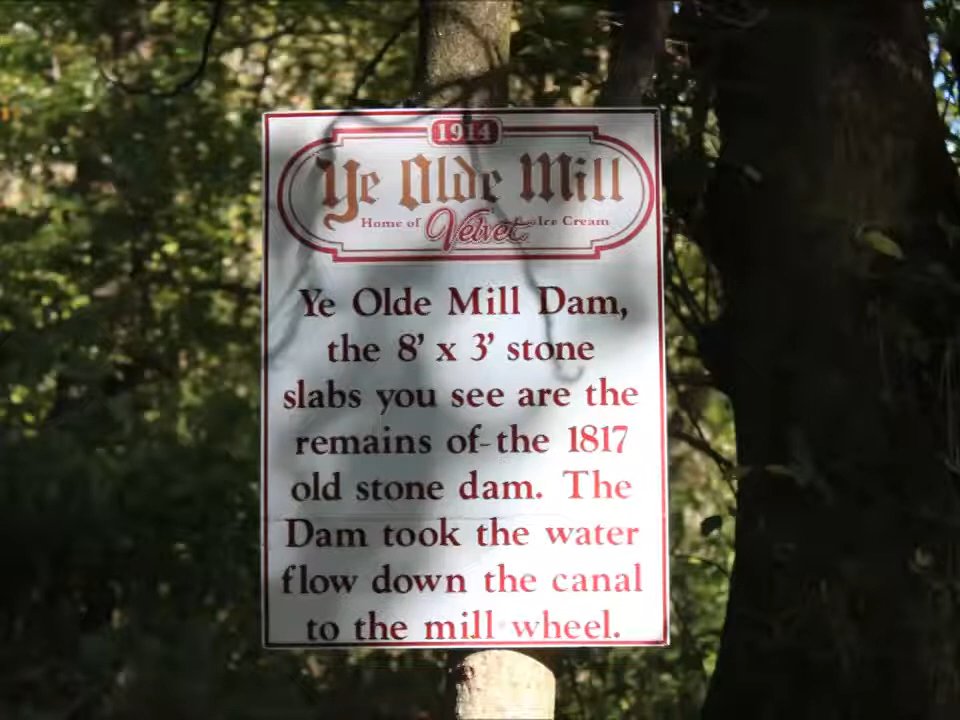 1914
Ye Olde Mill
Home of Velvet Ice Cream
Ye Olde Mill Dam,
the 8' x 3' stone
slabs you see are the
remains of the 1817
old stone dam. The
Dam took the water
flow down the canal
to the mill wheel.